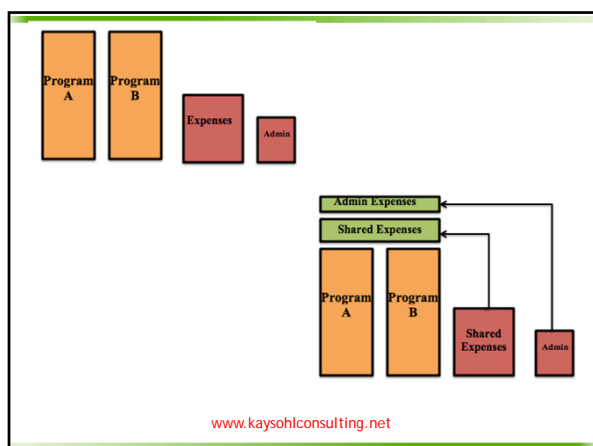 Program
A
Program
B
Expenses
Admin
Admin Expenses
Shared Expenses
Program
A
Program
B
Shared
Expenses
Admin
www.kaysohlconsulting.net